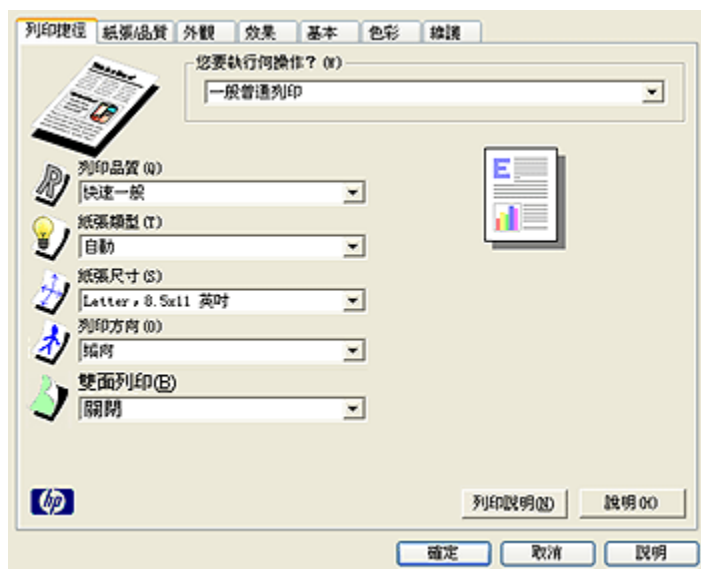 列印捷徑 紙張/品質 外觀 效果 基本 色彩 維護
您要執行何操作? (W)
一般普通列印
列印品質 (Q)
快速一般
紙張類型 (T)
自動
紙張尺寸 (S)
Letter，8.5x11 英吋
列印方向 (O)
縱向
雙面列印(B)
關閉
E
hp
列印說明(N) 說明 (H)
確定 取消 說明